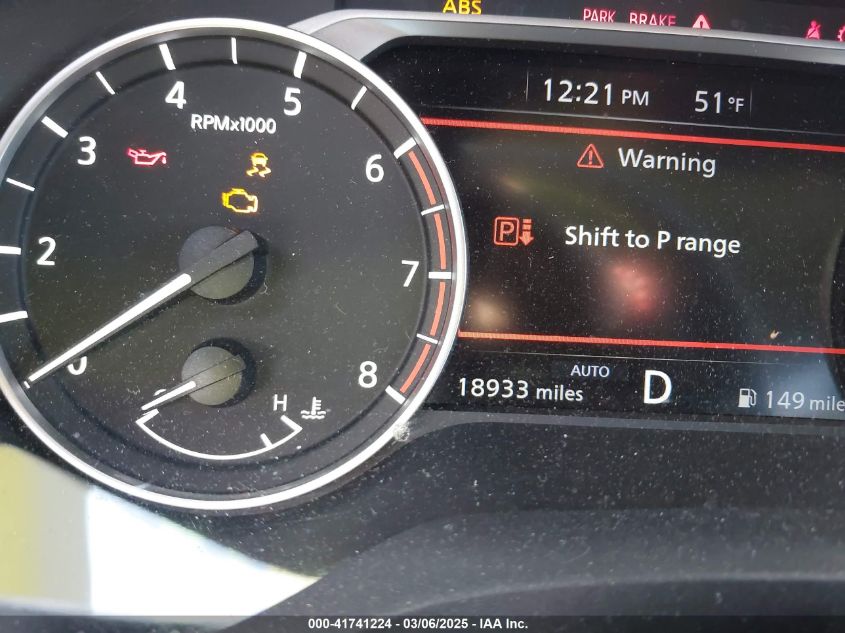 ABS
PARK BRAKE
12:21 PM 51°F
4 5
RPMx1000
3 6
Warning
Shift to P range
2 7
0 8
H
AUTO
18933 miles D 149 mile
000-41741224 - 03/06/2025 - IAA Inc.